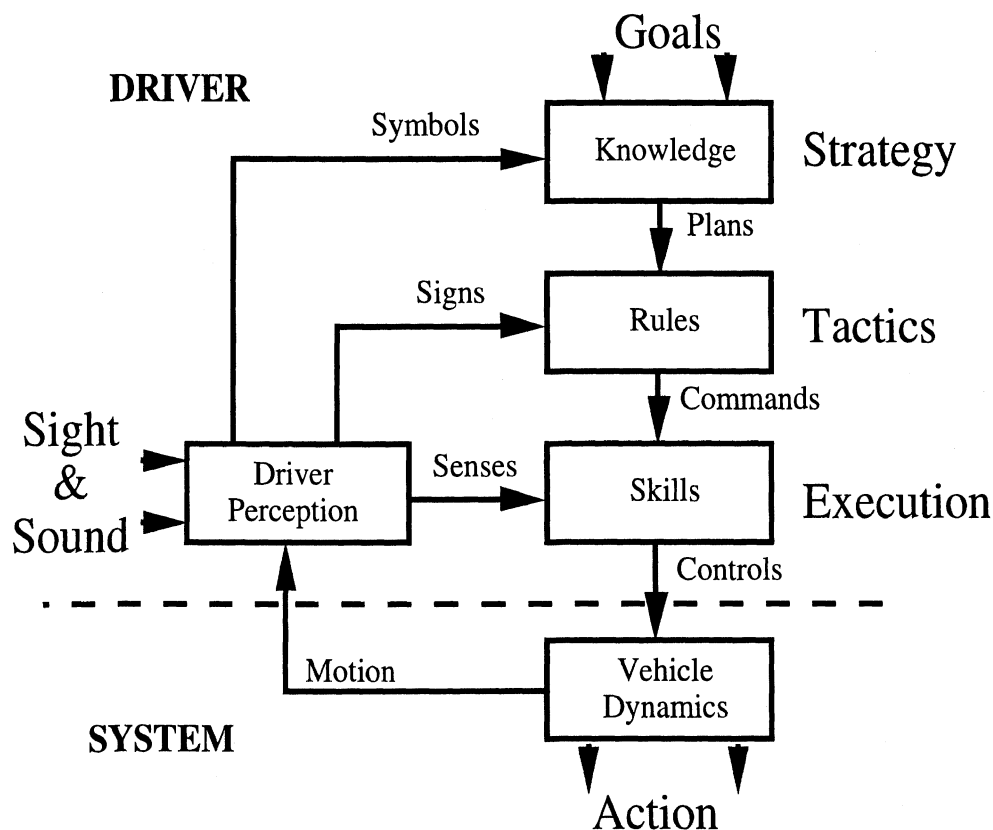 Goals
DRIVER
Symbols
Knowledge
Strategy
Plans
Signs
Rules
Tactics
Commands
Sight
&
Sound
Driver
Perception
Senses
Skills
Execution
Controls
Motion
Vehicle
Dynamics
SYSTEM
Action